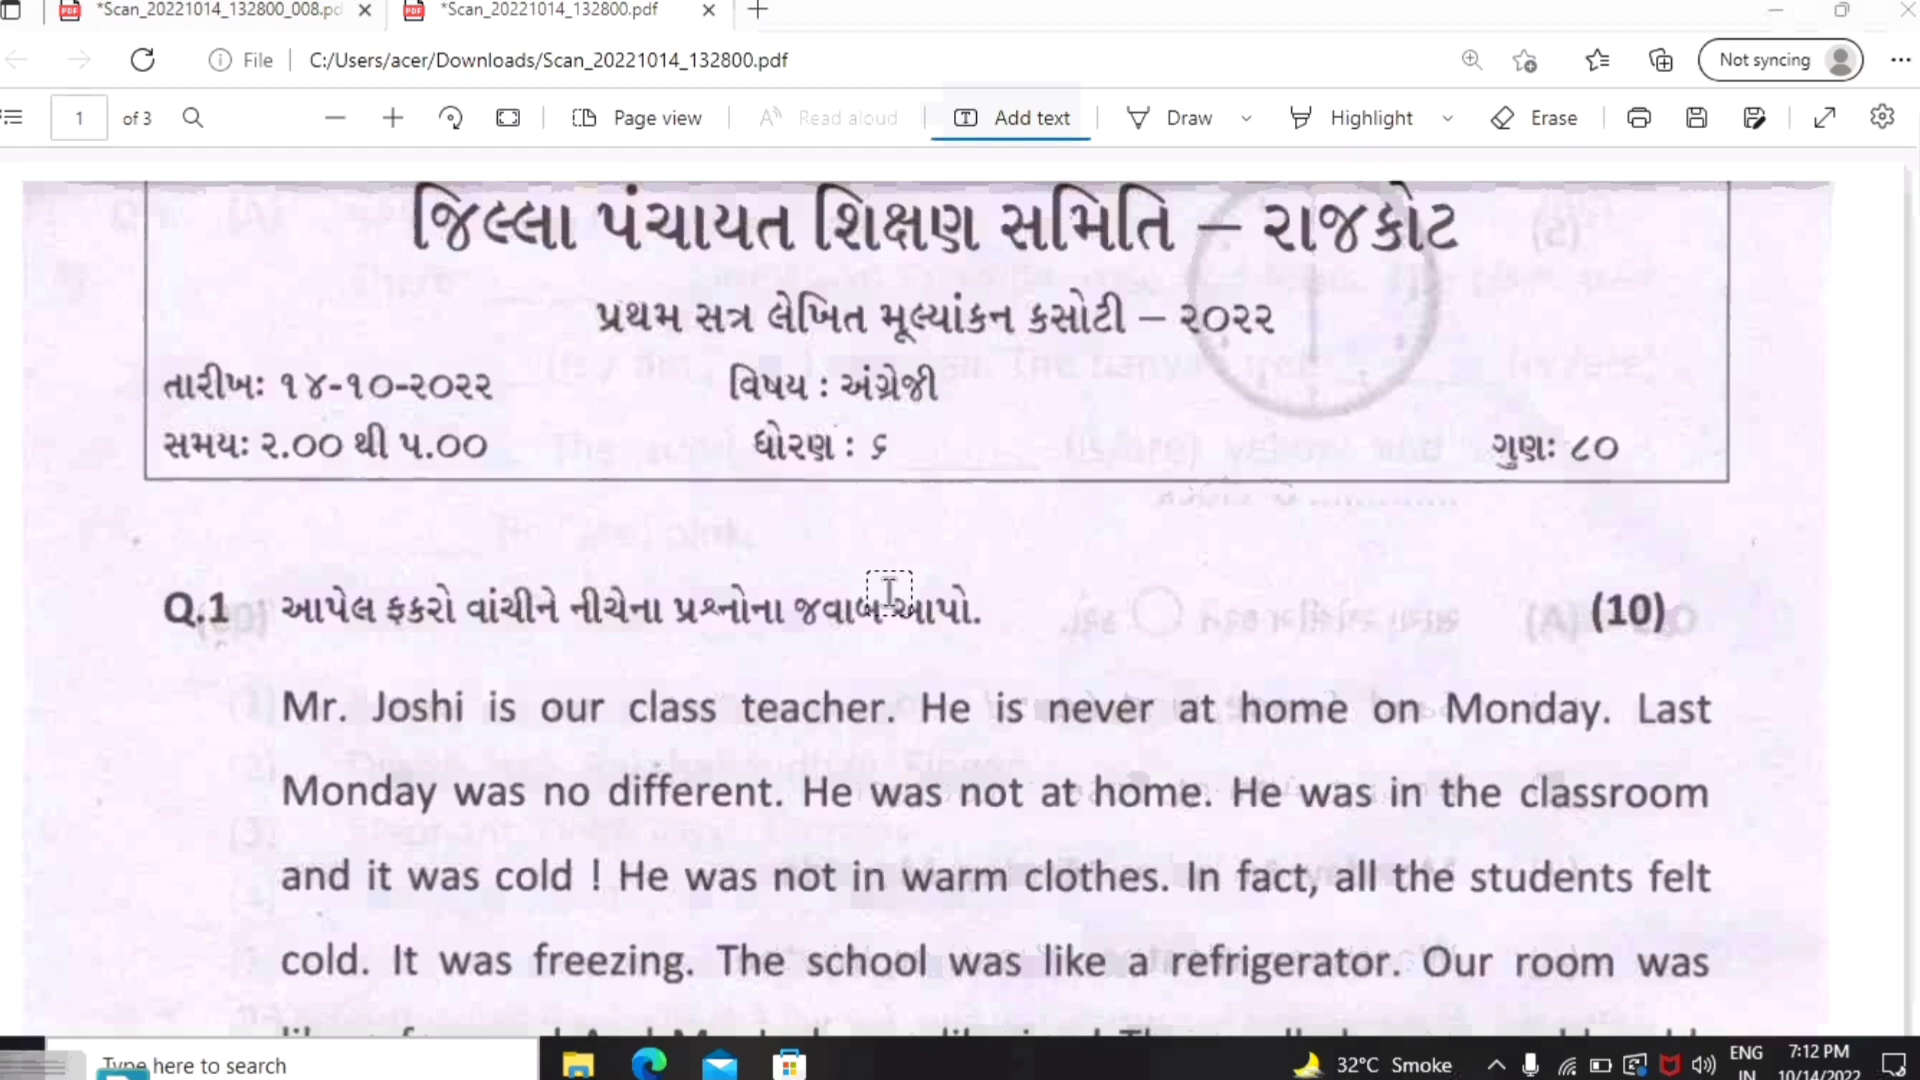 *Scan_20221014_132800_008.pd
*Scan_20221014_132800.pdf
File
C:/Users/acer/Downloads/Scan_20221014_132800.pdf
Not syncing
1 of 3
Page view
Read aloud
Add text
Draw
Highlight
Erase
જિલ્લા પંચાયત શિક્ષણ સમિતિ – રાજકોટ
પ્રથમ સત્ર લેખિત મૂલ્યાંકન કસોટી – ૨૦૨૨
તારીખઃ ૧૪-૧૦-૨૦૨૨ વિષય : અંગ્રેજી
સમયઃ ૨.૦૦ થી ૫.૦૦ ધોરણ : ૬ ગુણઃ ૮૦
Q.1 આપેલ ફકરો વાંચીને નીચેના પ્રશ્નોના જવાબ આપો. (10)
Mr. Joshi is our class teacher. He is never at home on Monday. Last
Monday was no different. He was not at home. He was in the classroom
and it was cold ! He was not in warm clothes. In fact, all the students felt
cold. It was freezing. The school was like a refrigerator. Our room was
Type here to search
32°C Smoke
ENG
IN
7:12 PM
10/14/2022